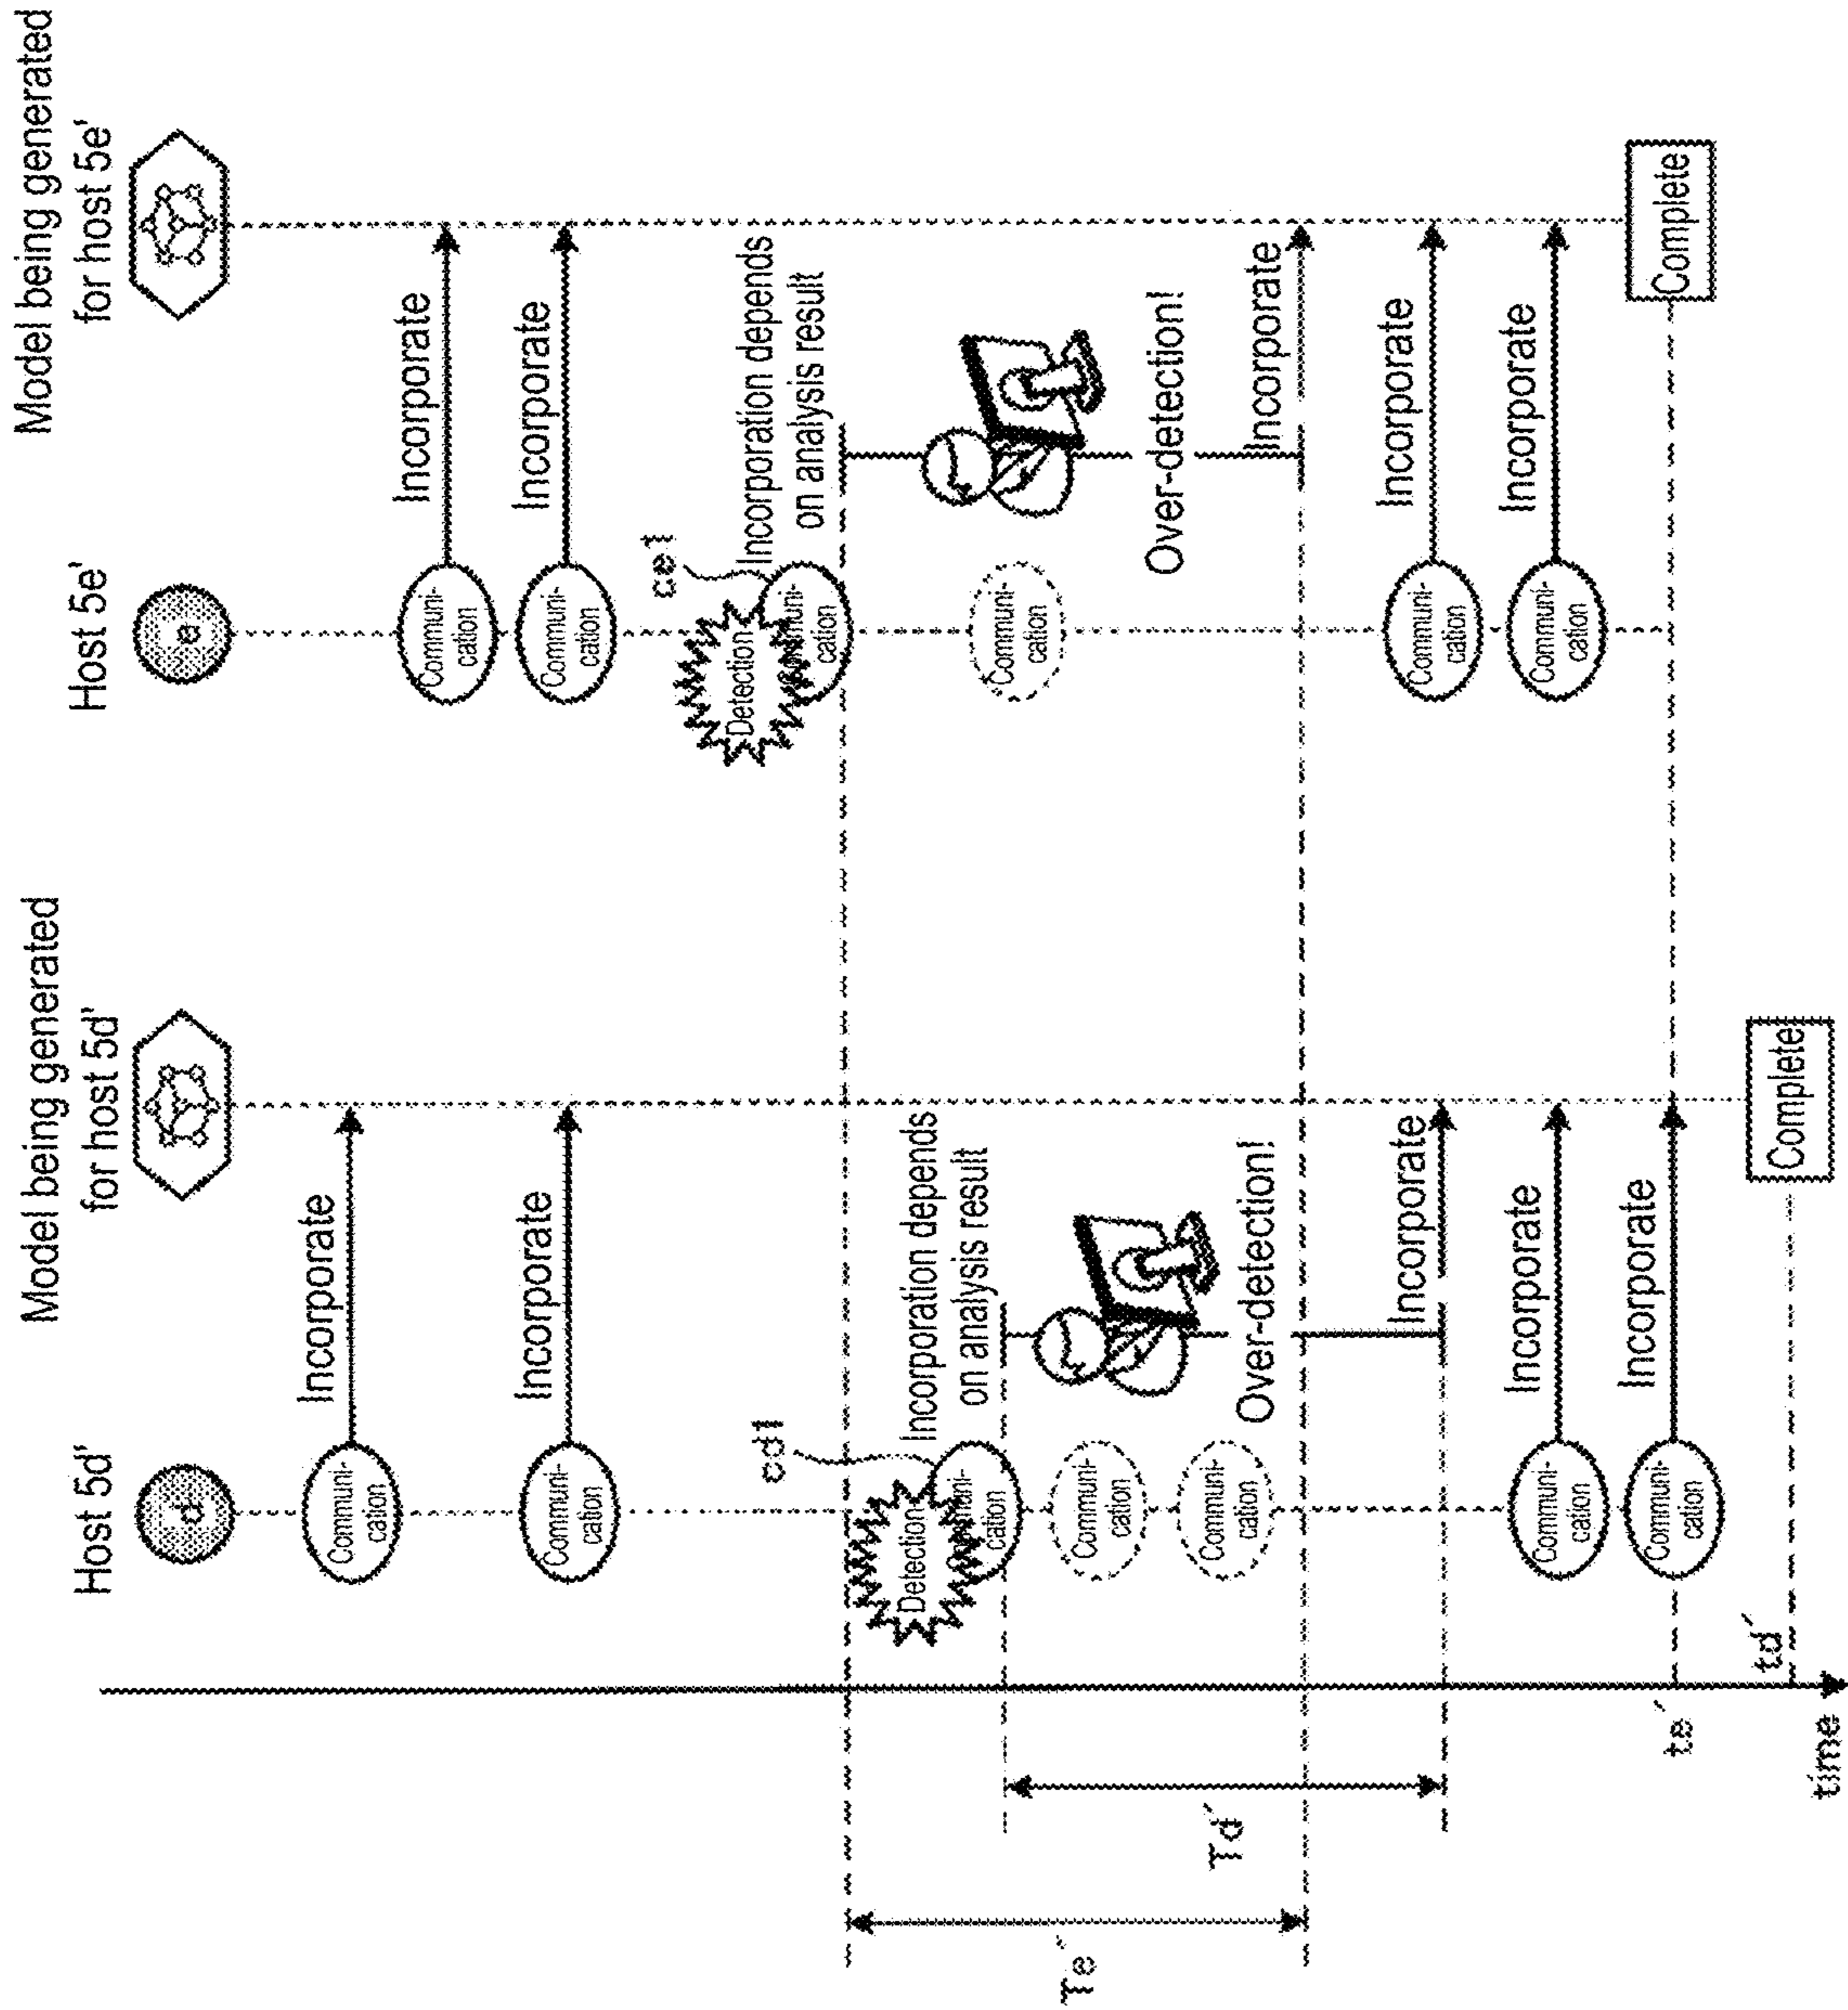 Model being generated
for host 5d'
Host 5d'
d
Communi-
cation
Incorporate
Communi-
cation
Incorporate
cd1
Detection
Communi-
cation
Incorporation depends
on analysis result
Communi-
cation
Communi-
cation
Over-detection!
Incorporate
Communi-
cation
Incorporate
Communi-
cation
Incorporate
Complete
Model being generated
for host 5e'
Host 5e'
e
Communi-
cation
Incorporate
Communi-
cation
Incorporate
ce1
Detection
Communi-
cation
Incorporation depends
on analysis result
Communi-
cation
Over-detection!
Incorporate
Communi-
cation
Incorporate
Communi-
cation
Incorporate
Complete
Te´
Td´
te´
td´
time